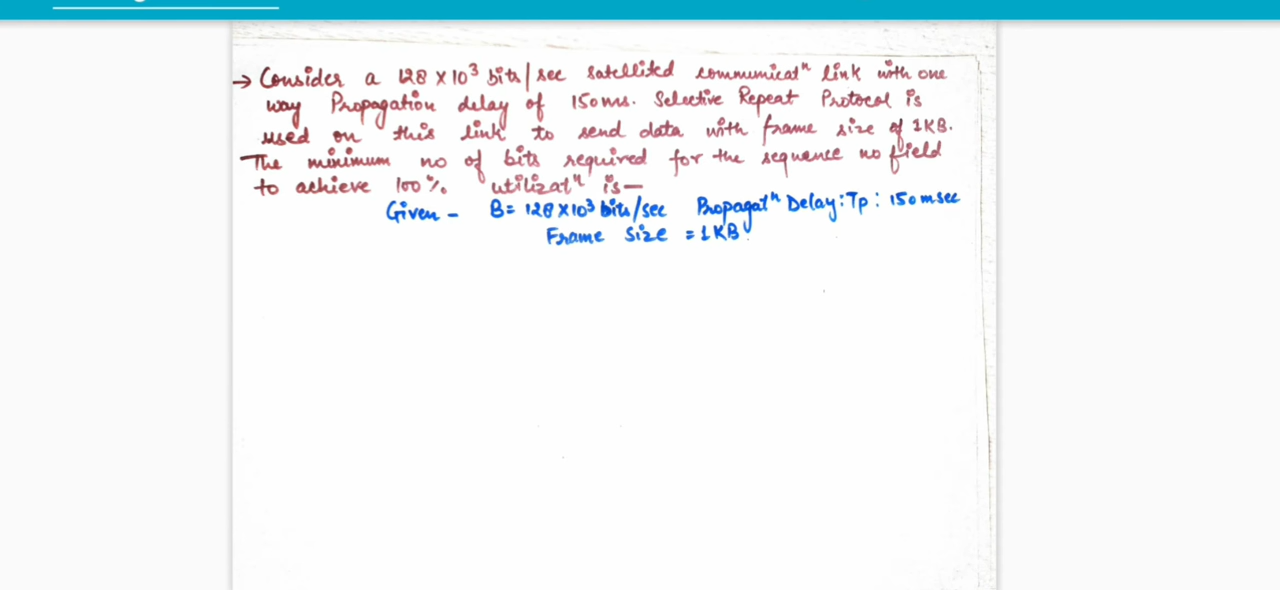 → Consider a 128 × 10³ bits/sec satellited communicatⁿ link with one
way Propagation delay of 150ms. Selective Repeat Protocol is
used on this link to send data with frame size of 1KB.
The minimum no of bits required for the sequence no field
to achieve 100% utilizatⁿ is—
Given - B= 128 ×10³ bits/sec Propagatⁿ Delay: Tp : 150msec
Frame Size = 1KB.